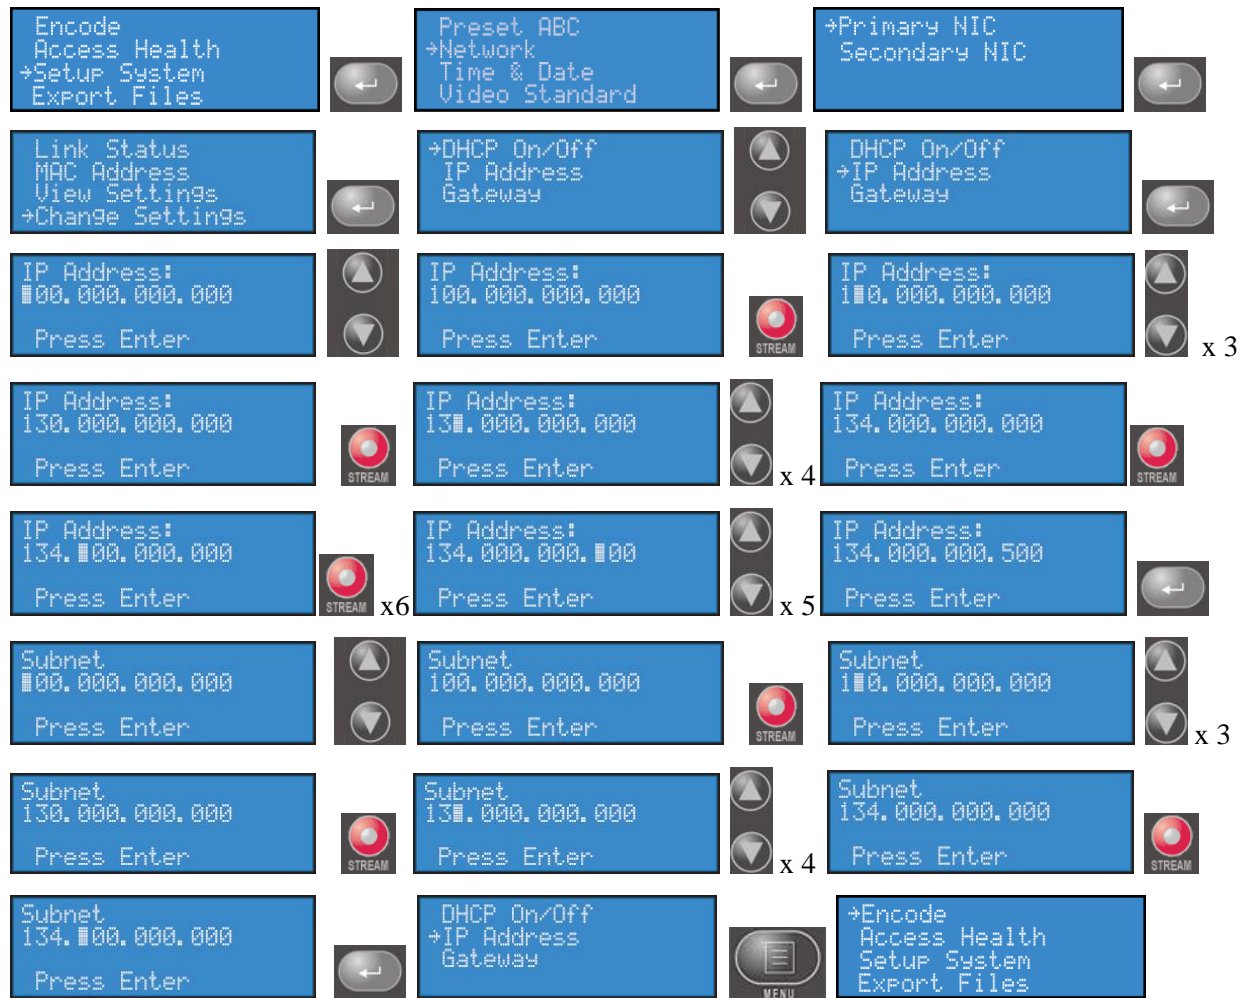 Encode
Access Health
→Setup System
Export Files
Preset ABC
→Network
Time & Date
Video Standard
→Primary NIC
Secondary NIC
Link Status
MAC Address
View Settings
→Change Settings
→DHCP On/Off
IP Address
Gateway
DHCP On/Off
→IP Address
Gateway
IP Address:
█00.000.000.000
Press Enter
IP Address:
100.000.000.000
Press Enter
STREAM
IP Address:
1█0.000.000.000
Press Enter
x 3
IP Address:
130.000.000.000
Press Enter
STREAM
IP Address:
13█.000.000.000
Press Enter
x 4
IP Address:
134.000.000.000
Press Enter
STREAM
IP Address:
134.█00.000.000
Press Enter
STREAM
x6
IP Address:
134.000.000.█00
Press Enter
x 5
IP Address:
134.000.000.500
Press Enter
Subnet
█00.000.000.000
Press Enter
Subnet
100.000.000.000
Press Enter
STREAM
Subnet
1█0.000.000.000
Press Enter
x 3
Subnet
130.000.000.000
Press Enter
STREAM
Subnet
13█.000.000.000
Press Enter
x 4
Subnet
134.000.000.000
Press Enter
STREAM
Subnet
134.█00.000.000
Press Enter
DHCP On/Off
→IP Address
Gateway
MENU
→Encode
Access Health
Setup System
Export Files